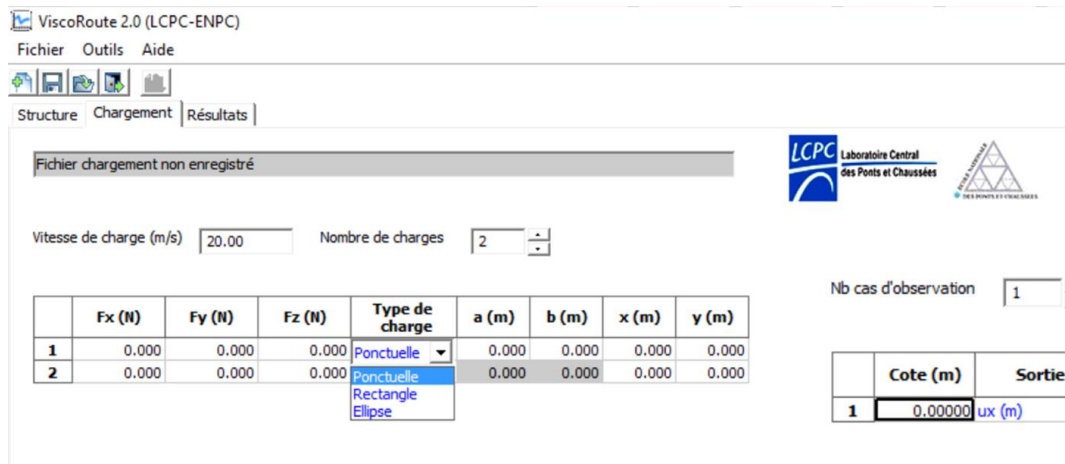 ViscoRoute 2.0 (LCPC-ENPC)
Fichier Outils Aide
Structure Chargement Résultats
Fichier chargement non enregistré
LCPC Laboratoire Central
des Ponts et Chaussées
Vitesse de charge (m/s) 20.00 Nombre de charges 2
Nb cas d'observation 1
Fx (N) Fy (N) Fz (N) Type de charge a (m) b (m) x (m) y (m)
1 0.000 0.000 0.000 Ponctuelle 0.000 0.000 0.000 0.000
2 0.000 0.000 0.000 Ponctuelle 0.000 0.000 0.000 0.000
Rectangle
Ellipse
Cote (m) Sortie
1 0.00000 ux (m)